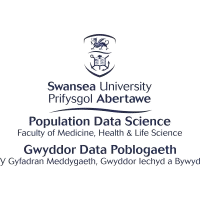 Swansea University
Prifysgol Abertawe
Population Data Science
Faculty of Medicine, Health & Life Science
Gwyddor Data Poblogaeth
Y Gyfadran Meddygaeth, Gwyddor Iechyd a Bywyd